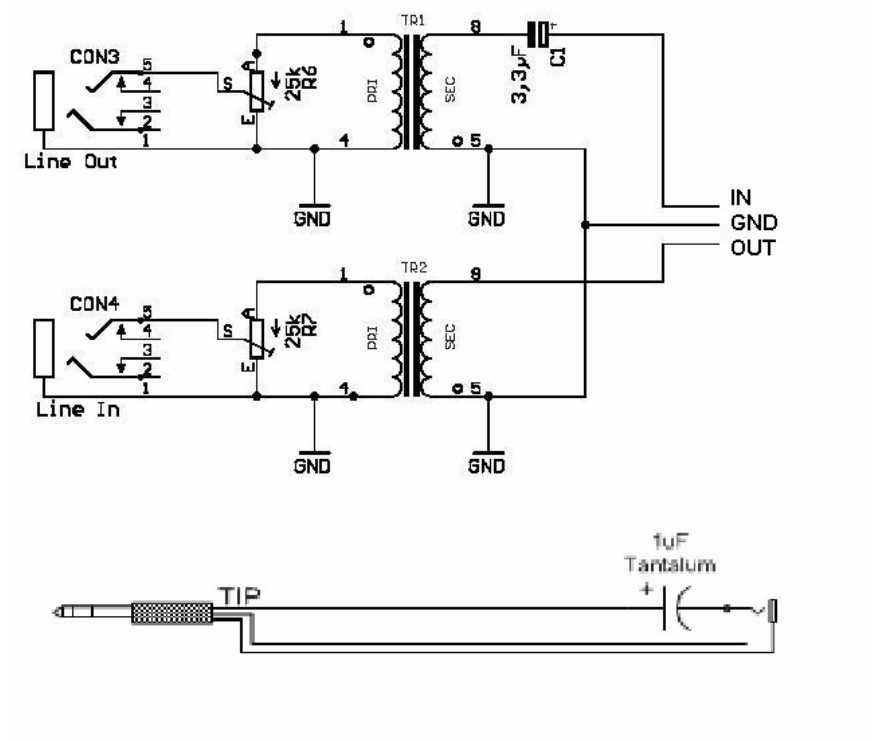 TR1
1
8
3,3µF
C1
+
CON3
5
4
3
2
1
A
S
E
25k
R6
PRI
SEC
4
5
Line Out
GND
GND
IN
GND
OUT
TR2
1
8
CON4
5
4
3
2
1
A
S
E
25k
R7
PRI
SEC
4
5
Line In
GND
GND
1uF
Tantalum
+
TIP